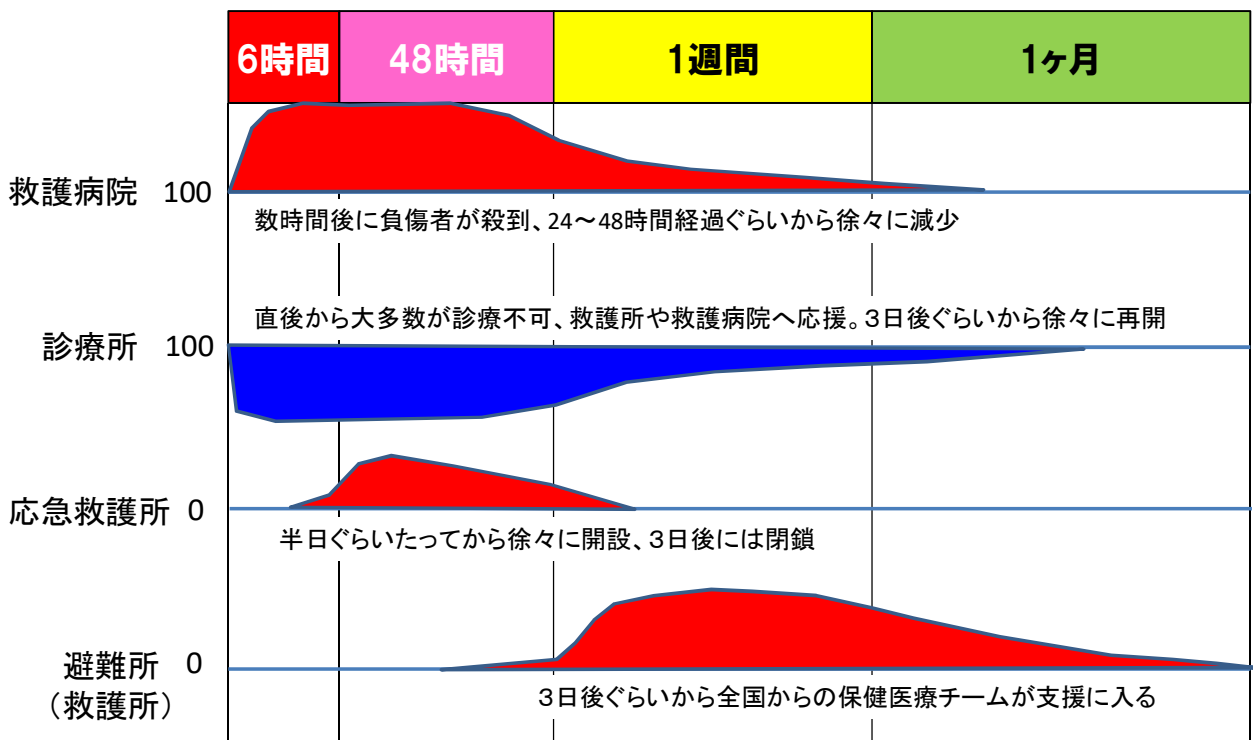 6時間 48時間 1週間 1ヶ月
救護病院 100
数時間後に負傷者が殺到、24～48時間経過ぐらいから徐々に減少
直後から大多数が診療不可、救護所や救護病院へ応援。３日後ぐらいから徐々に再開
診療所 100
応急救護所 0
半日ぐらいたってから徐々に開設、３日後には閉鎖
避難所 0
（救護所）
３日後ぐらいから全国からの保健医療チームが支援に入る